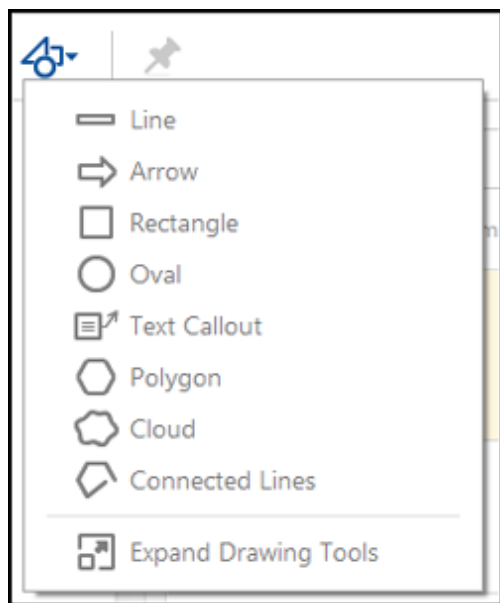 Line
Arrow
Rectangle
Oval
Text Callout
Polygon
Cloud
Connected Lines
Expand Drawing Tools